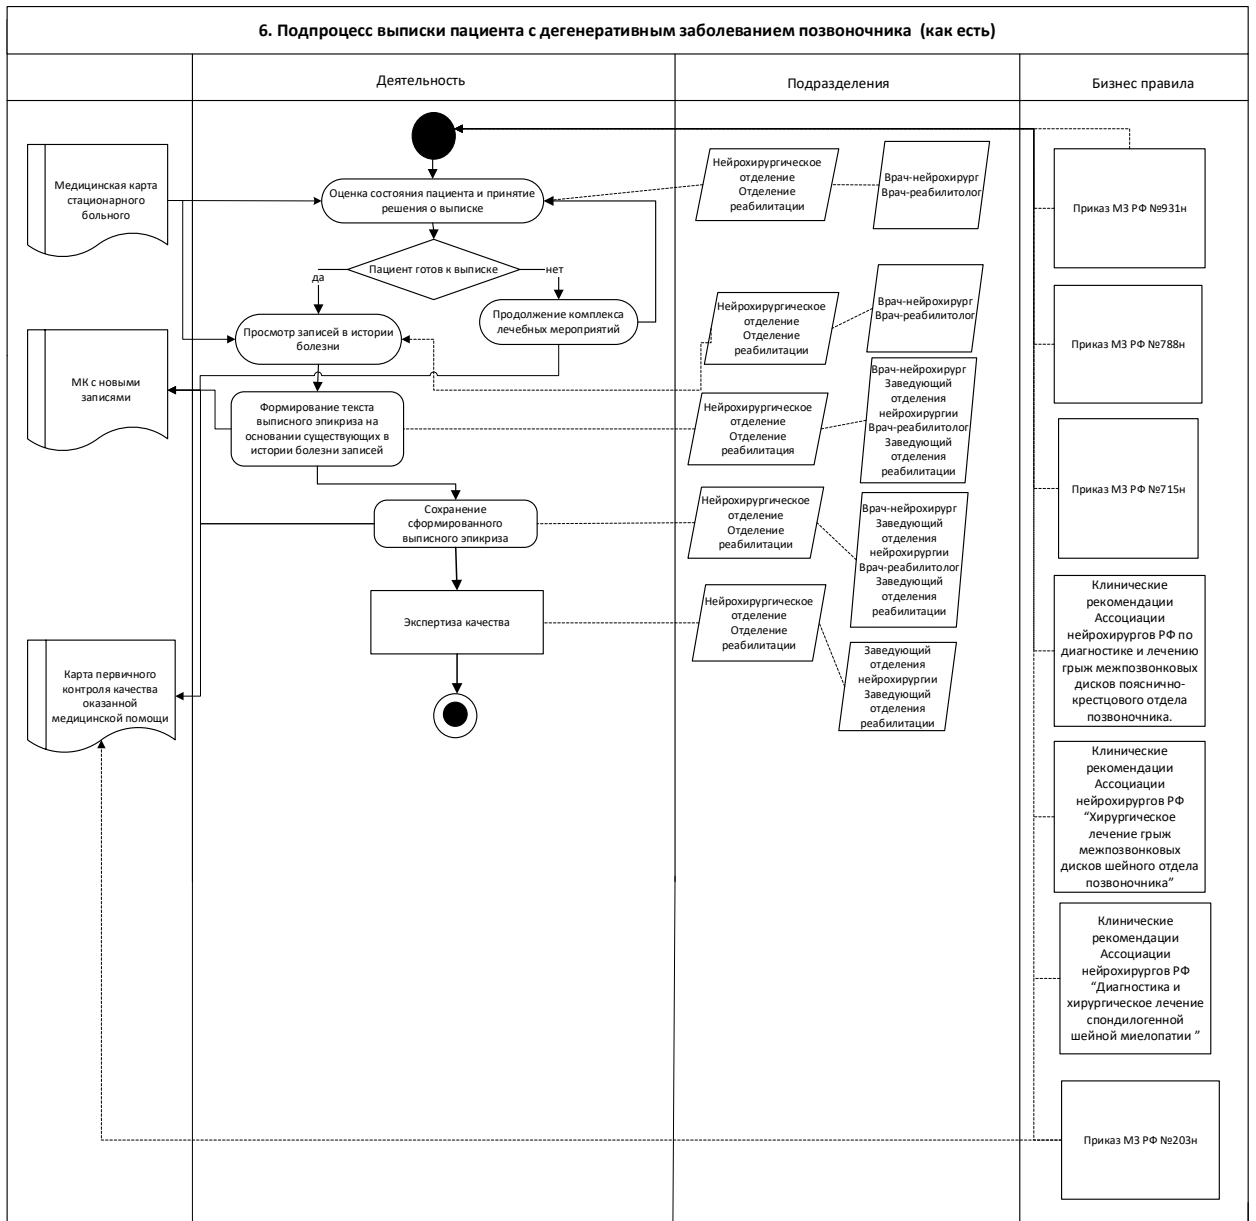 6. Подпроцесс выписки пациента с дегенеративным заболеванием позвоночника (как есть)
Деятельность
Подразделения
Бизнес правила
Медицинская карта
стационарного
больного
Оценка состояния пациента и принятие
решения о выписке
Нейрохирургическое
отделение
Отделение
реабилитации
Врач-нейрохирург
Врач-реабилитолог
Приказ МЗ РФ №931н
Пациент готов к выписке
да
нет
Просмотр записей в истории
болезни
Продолжение комплекса
лечебных мероприятий
Нейрохирургическое
отделение
Отделение
реабилитации
Врач-нейрохирург
Врач-реабилитолог
Приказ МЗ РФ №788н
МК с новыми
записями
Формирование текста
выписного эпикриза на
основании существующих в
истории болезни записей
Нейрохирургическое
отделение
Отделение
реабилитация
Врач-нейрохирург
Заведующий
отделения
нейрохирургии
Врач-реабилитолог
Заведующий
отделения
реабилитации
Приказ МЗ РФ №715н
Сохранение
сформированного
выписного эпикриза
Нейрохирургическое
отделение
Отделение
реабилитации
Врач-нейрохирург
Заведующий
отделения
нейрохирургии
Врач-реабилитолог
Заведующий
отделения
реабилитации
Экспертиза качества
Нейрохирургическое
отделение
Отделение
реабилитации
Заведующий
отделения
нейрохирургии
Заведующий
отделения
реабилитации
Клинические
рекомендации
Ассоциации
нейрохирургов РФ по
диагностике и лечению
грыж межпозвонковых
дисков пояснично-
крестцового отдела
позвоночника.
Карта первичного
контроля качества
оказанной
медицинской помощи
Клинические
рекомендации
Ассоциации
нейрохирургов РФ
“Хирургическое
лечение грыж
межпозвонковых
дисков шейного отдела
позвоночника”
Клинические
рекомендации
Ассоциации
нейрохирургов РФ
“Диагностика и
хирургическое лечение
спондилогенной
шейной миелопатии ”
Приказ МЗ РФ №203н